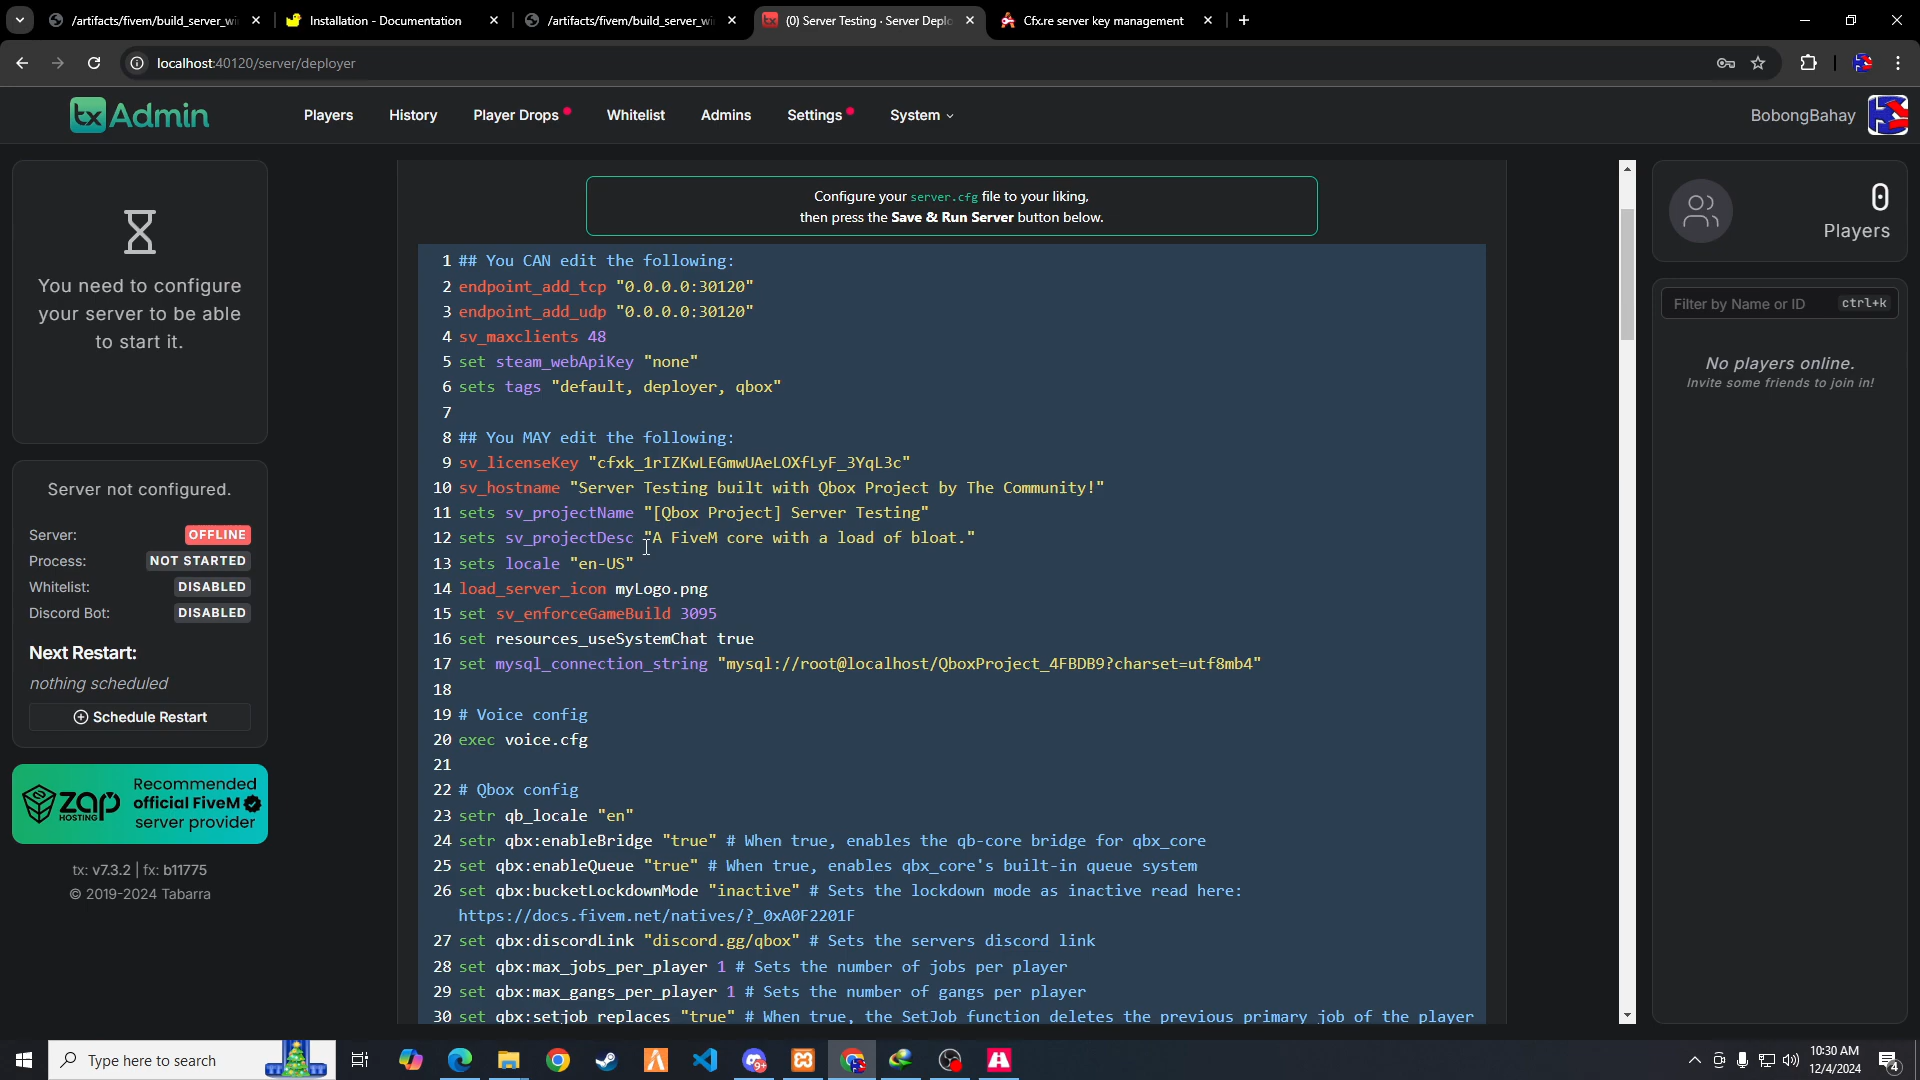 /artifacts/fivem/build_server_wi
Installation - Documentation
/artifacts/fivem/build_server_wi
(0) Server Testing · Server Deplo
Cfx.re server key management
localhost:40120/server/deployer
txAdmin
Players
History
Player Drops
Whitelist
Admins
Settings
System
BobongBahay
You need to configure
your server to be able
to start it.
Server not configured.
Server: OFFLINE
Process: NOT STARTED
Whitelist: DISABLED
Discord Bot: DISABLED
Next Restart:
nothing scheduled
Schedule Restart
ZAP HOSTING
Recommended
official FiveM
server provider
tx: v7.3.2 | fx: b11775
© 2019-2024 Tabarra
Configure your server.cfg file to your liking,
then press the Save & Run Server button below.
1 ## You CAN edit the following:
2 endpoint_add_tcp "0.0.0.0:30120"
3 endpoint_add_udp "0.0.0.0:30120"
4 sv_maxclients 48
5 set steam_webApiKey "none"
6 sets tags "default, deployer, qbox"
7
8 ## You MAY edit the following:
9 sv_licenseKey "cfxk_1rIZKwLEGmwUAeLOXfLyF_3YqL3c"
10 sv_hostname "Server Testing built with Qbox Project by The Community!"
11 sets sv_projectName "[Qbox Project] Server Testing"
12 sets sv_projectDesc "A FiveM core with a load of bloat."
13 sets locale "en-US"
14 load_server_icon myLogo.png
15 set sv_enforceGameBuild 3095
16 set resources_useSystemChat true
17 set mysql_connection_string "mysql://root@localhost/QboxProject_4FBDB9?charset=utf8mb4"
18
19 # Voice config
20 exec voice.cfg
21
22 # Qbox config
23 setr qb_locale "en"
24 setr qbx:enableBridge "true" # When true, enables the qb-core bridge for qbx_core
25 set qbx:enableQueue "true" # When true, enables qbx_core's built-in queue system
26 set qbx:bucketLockdownMode "inactive" # Sets the lockdown mode as inactive read here:
https://docs.fivem.net/natives/?_0xA0F2201F
27 set qbx:discordLink "discord.gg/qbox" # Sets the servers discord link
28 set qbx:max_jobs_per_player 1 # Sets the number of jobs per player
29 set qbx:max_gangs_per_player 1 # Sets the number of gangs per player
30 set qbx:setjob_replaces "true" # When true, the SetJob function deletes the previous primary job of the player
0
Players
Filter by Name or ID
ctrl+k
No players online.
Invite some friends to join in!
Type here to search
9+
10:30 AM
12/4/2024
4